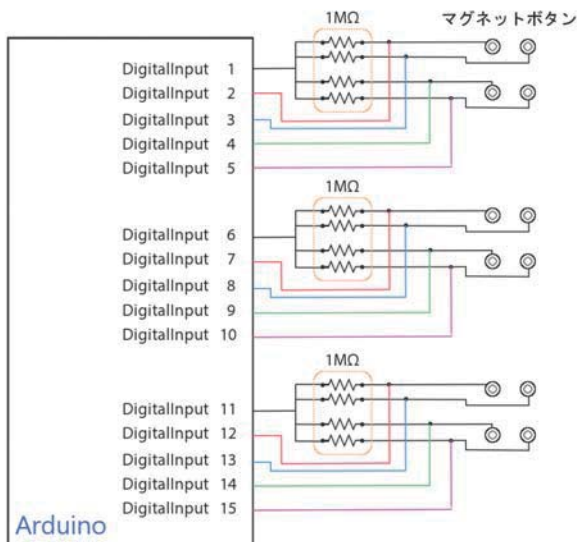 1MΩ
マグネットボタン
DigitalInput 1
DigitalInput 2
DigitalInput 3
DigitalInput 4
DigitalInput 5
1MΩ
DigitalInput 6
DigitalInput 7
DigitalInput 8
DigitalInput 9
DigitalInput 10
1MΩ
DigitalInput 11
DigitalInput 12
DigitalInput 13
DigitalInput 14
DigitalInput 15
Arduino